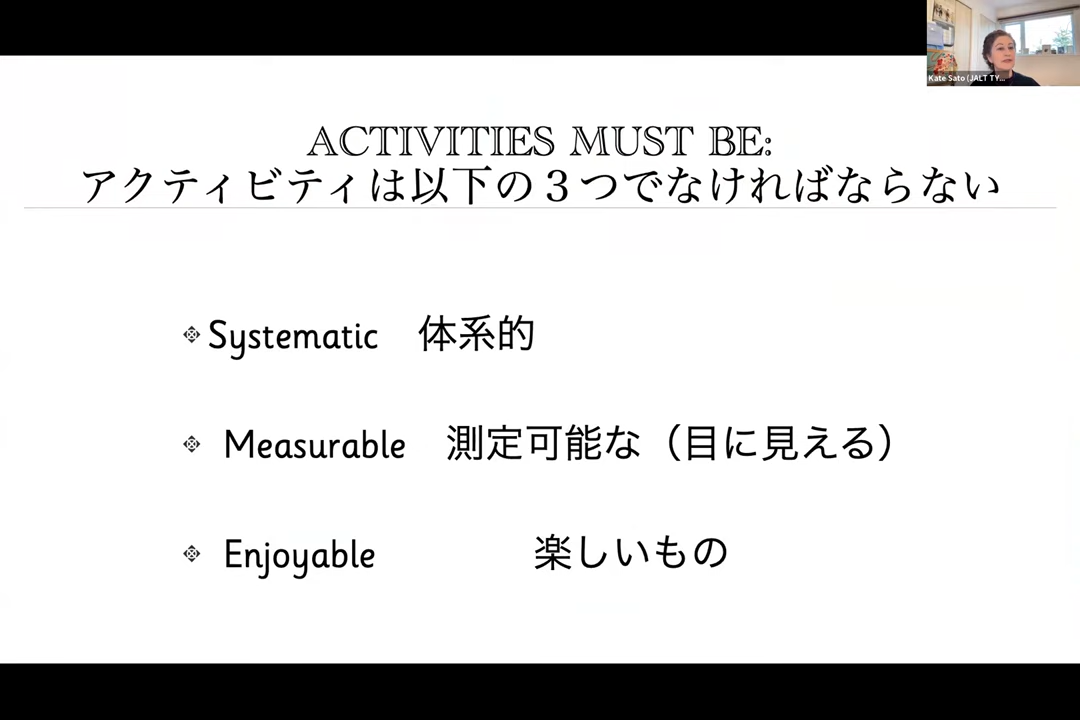 Kate Sato (JALT TY...
ACTIVITIES MUST BE:
アクティビティは以下の３つでなければならない
Systematic　体系的
Measurable　測定可能な（目に見える）
Enjoyable　楽しいもの